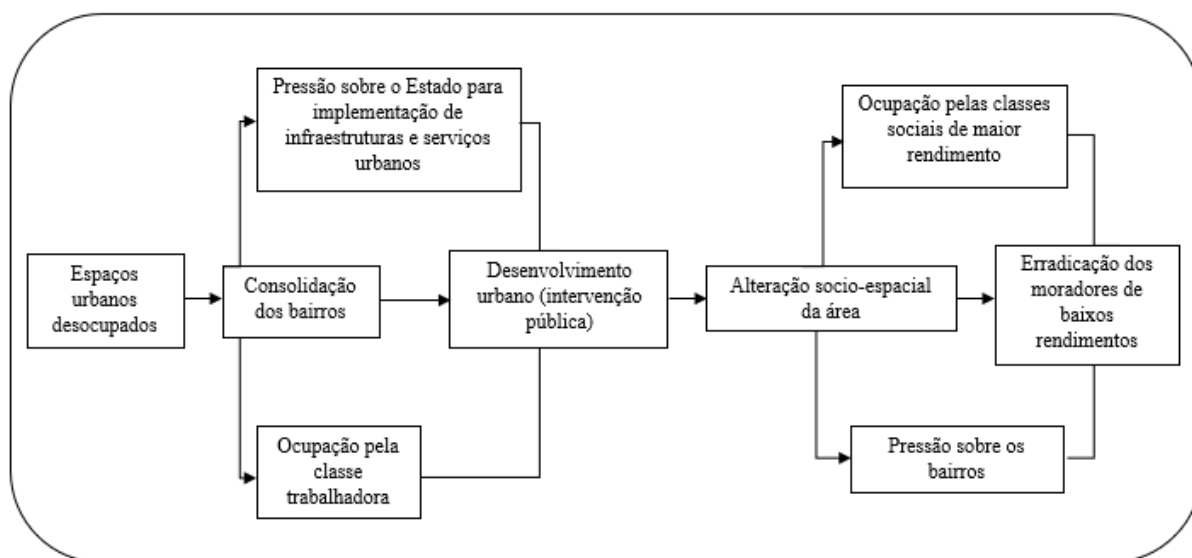 Pressão sobre o Estado para
implementação de
infraestruturas e serviços
urbanos
Ocupação pelas classes
sociais de maior
rendimento
Espaços
urbanos
desocupados
Consolidação
dos bairros
Desenvolvimento
urbano (intervenção
pública)
Alteração socio-espacial
da área
Erradicação dos
moradores de
baixos
rendimentos
Ocupação pela
classe
trabalhadora
Pressão sobre os
bairros